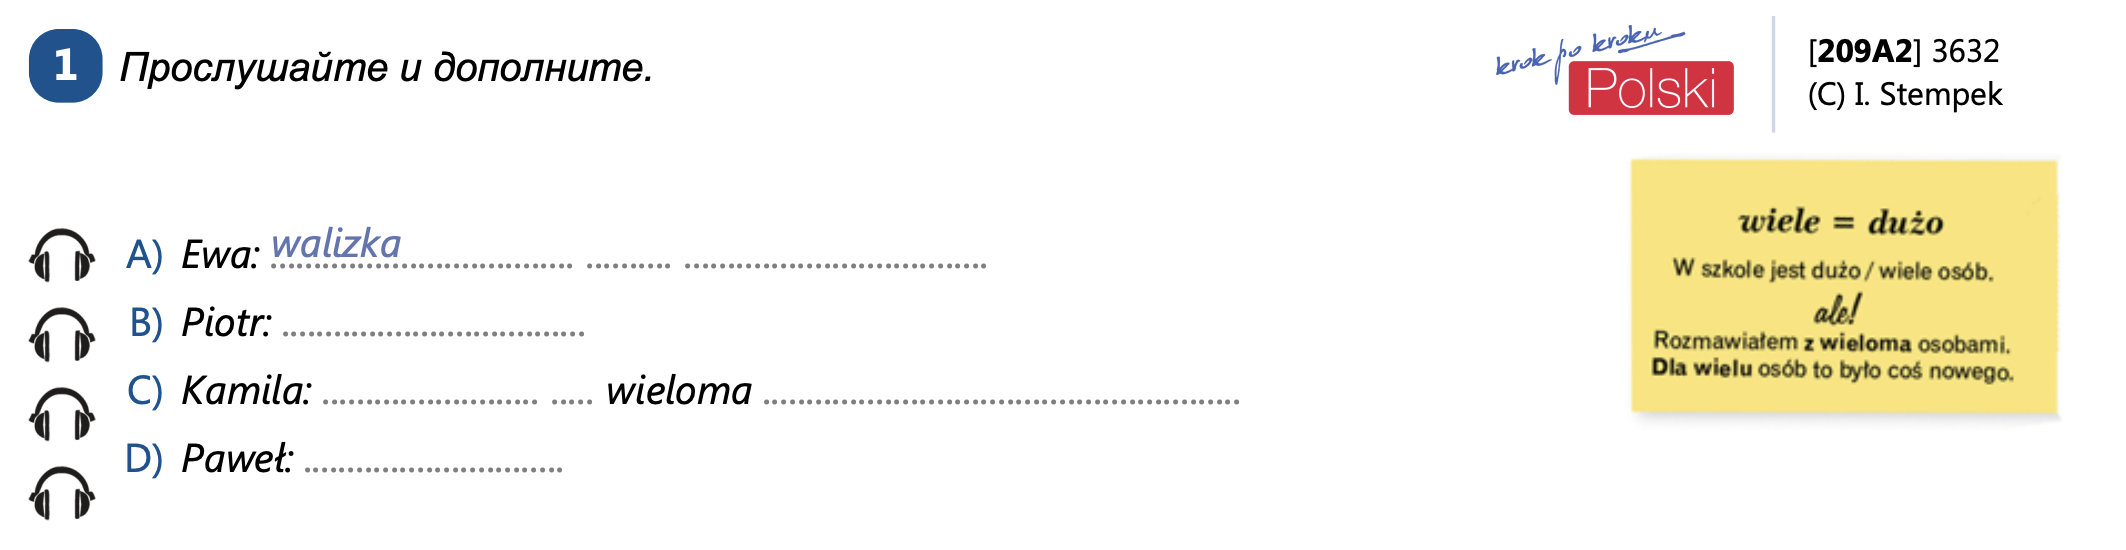 1 Прослушайте и дополните.
krok po kroku
Polski
[209A2] 3632
(C) I. Stempek
wiele = dużo
W szkole jest dużo / wiele osób.
ale!
Rozmawiałem z wieloma osobami.
Dla wielu osób to było coś nowego.
A) Ewa: walizka .......... ..........
B) Piotr: ..........
C) Kamila: .......... ..... wieloma ..........
D) Paweł: ..........